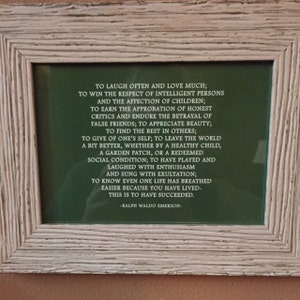 TO LAUGH OFTEN AND LOVE MUCH;
TO WIN THE RESPECT OF INTELLIGENT PERSONS
AND THE AFFECTION OF CHILDREN;
TO EARN THE APPROBATION OF HONEST
CRITICS AND ENDURE THE BETRAYAL OF
FALSE FRIENDS; TO APPRECIATE BEAUTY;
TO FIND THE BEST IN OTHERS;
TO GIVE OF ONE'S SELF; TO LEAVE THE WORLD
A BIT BETTER, WHETHER BY A HEALTHY CHILD,
A GARDEN PATCH, OR A REDEEMED
SOCIAL CONDITION; TO HAVE PLAYED AND
LAUGHED WITH ENTHUSIASM
AND SUNG WITH EXULTATION;
TO KNOW EVEN ONE LIFE HAS BREATHED
EASIER BECAUSE YOU HAVE LIVED-
THIS IS TO HAVE SUCCEEDED.
-RALPH WALDO EMERSON-